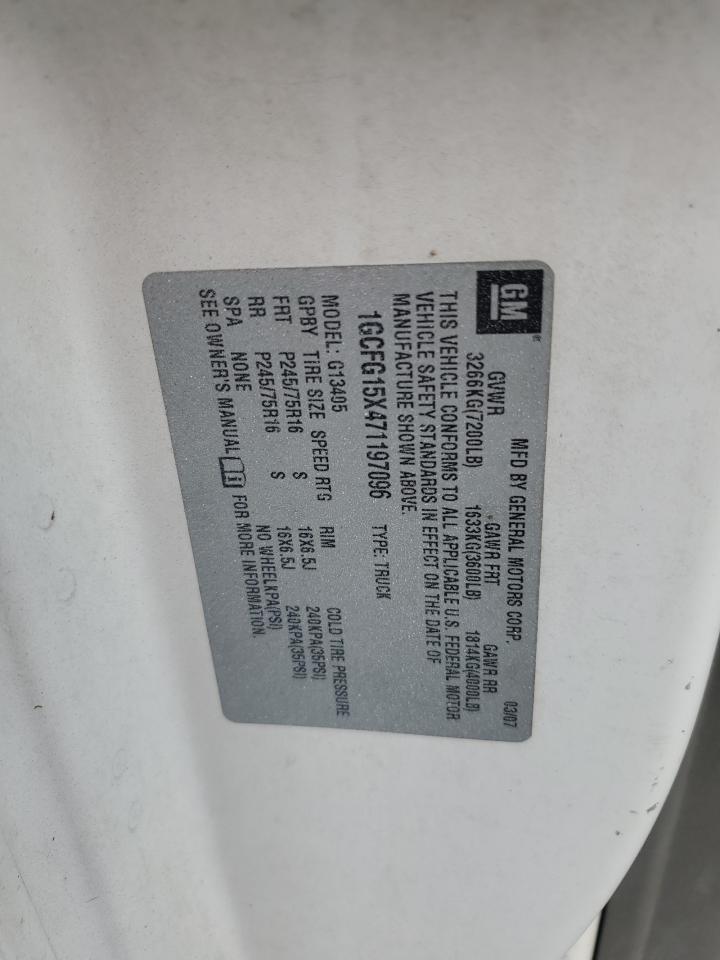 GM
MFD BY GENERAL MOTORS CORP. 03/07
GVWR GAWR FRT GAWR RR
3266KG(7200LB) 1633KG(3600LB) 1814KG(4000LB)
THIS VEHICLE CONFORMS TO ALL APPLICABLE U.S. FEDERAL MOTOR
VEHICLE SAFETY STANDARDS IN EFFECT ON THE DATE OF
MANUFACTURE SHOWN ABOVE.
1GCFG15X471197096 TYPE: TRUCK
MODEL: G13405
GPBY TIRE SIZE SPEED RTG RIM COLD TIRE PRESSURE
FRT P245/75R16 S 16X6.5J 240KPA(35PSI)
RR P245/75R16 S 16X6.5J 240KPA(35PSI)
SPA NONE NO WHEELKPA(PSI)
SEE OWNER'S MANUAL FOR MORE INFORMATION.